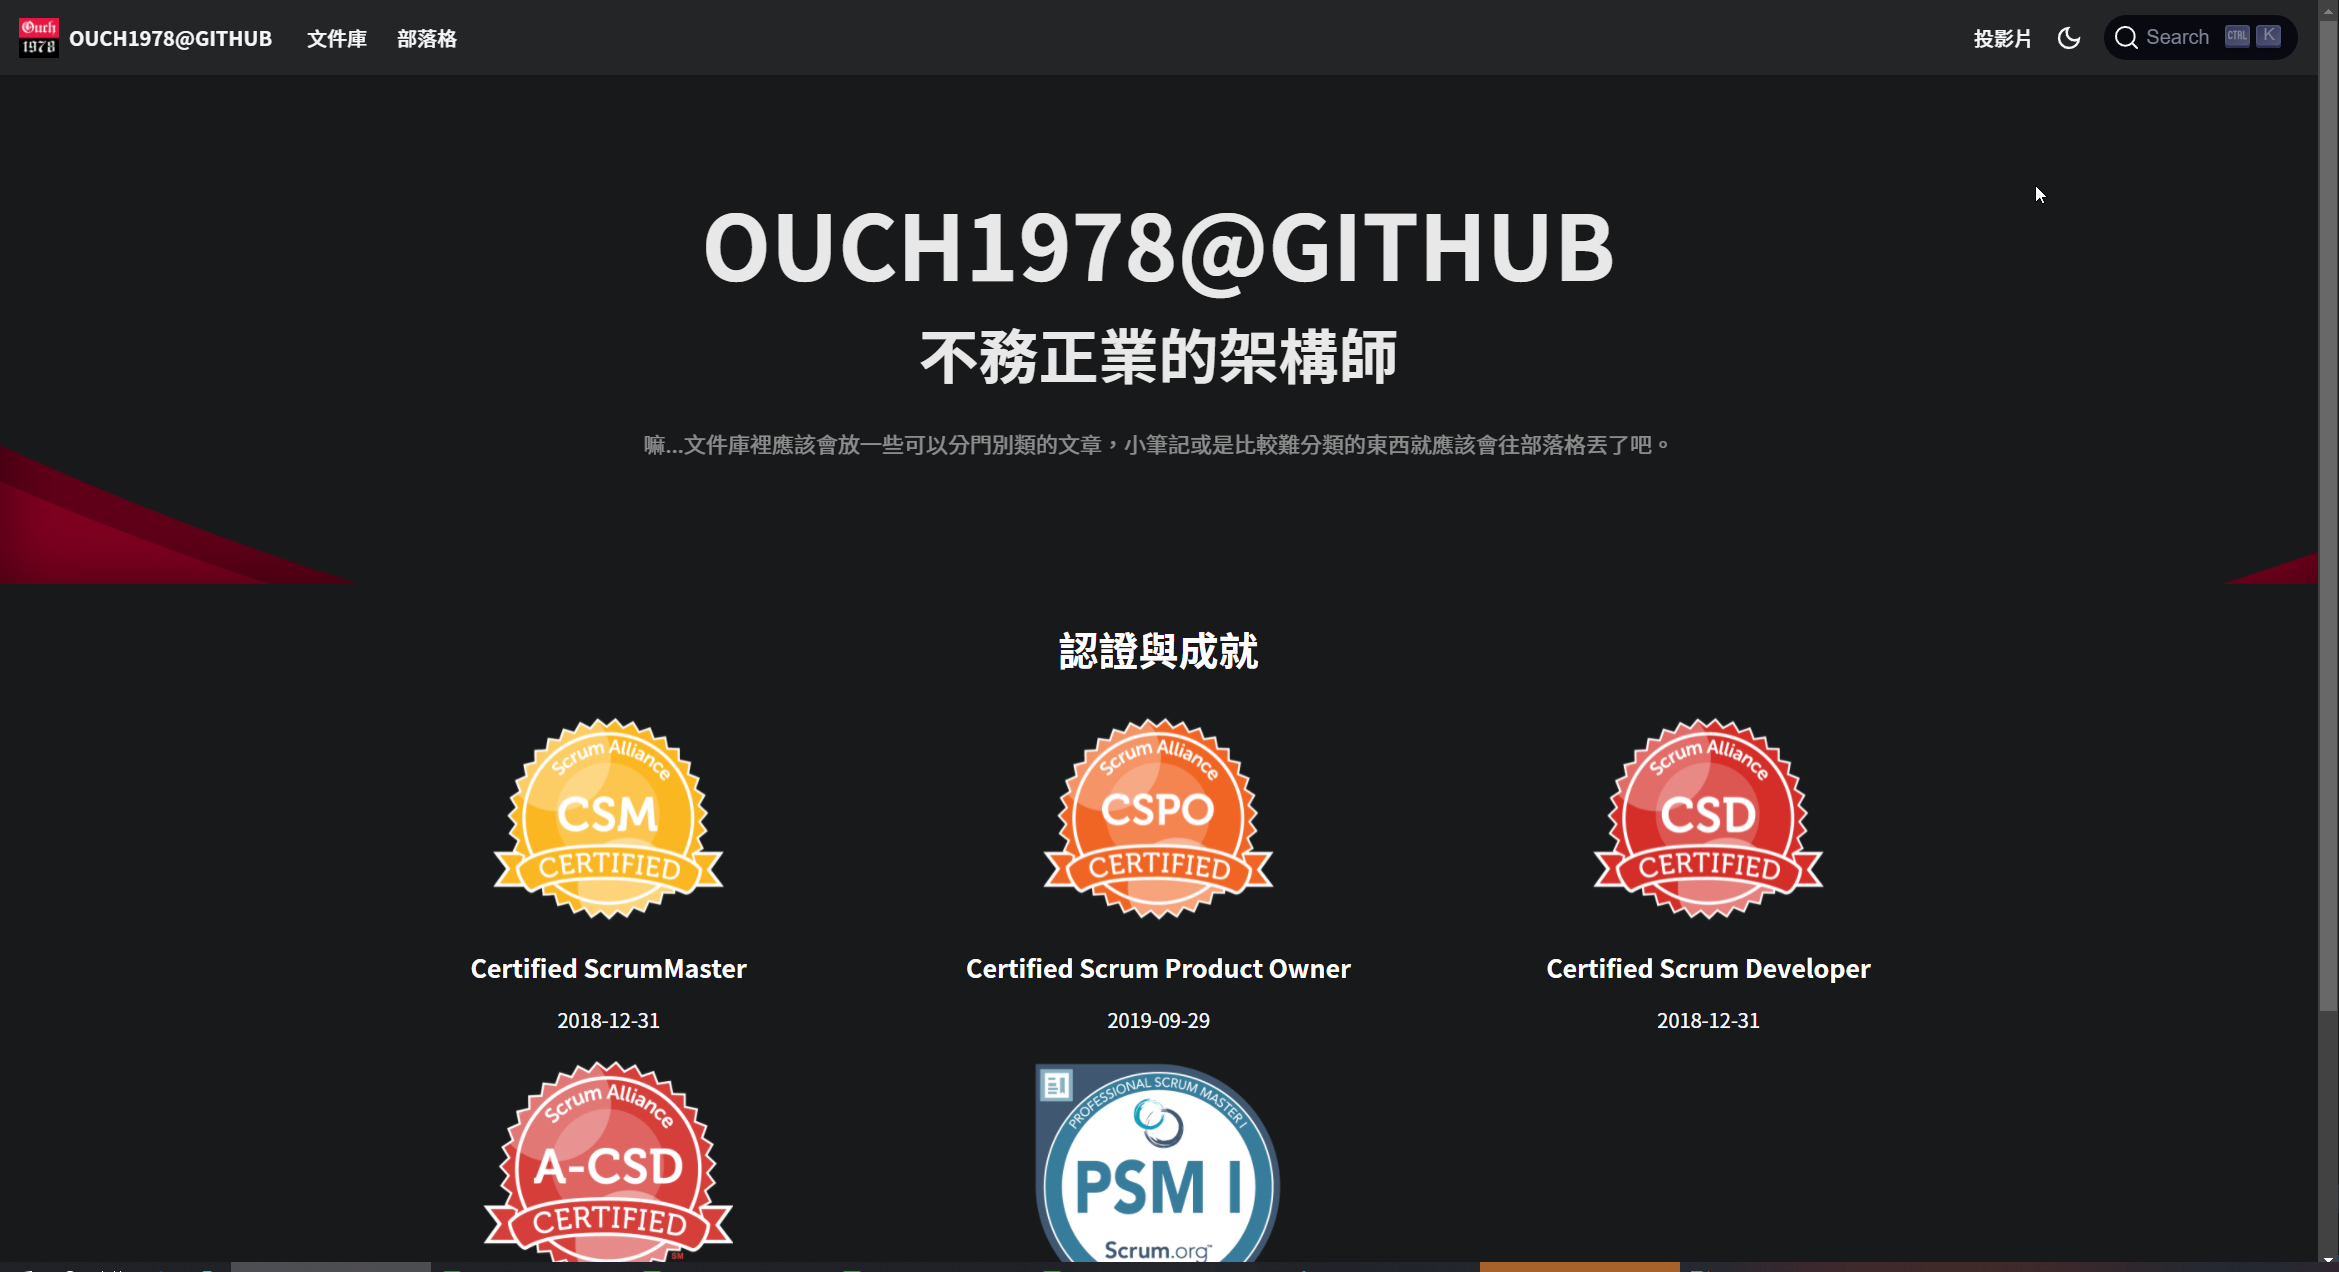 Ouch
1978
OUCH1978@GITHUB 文件庫 部落格 投影片 Search CTRL K
OUCH1978@GITHUB
不務正業的架構師
嘛...文件庫裡應該會放一些可以分門別類的文章，小筆記或是比較難分類的東西就應該會往部落格丟了吧。
認證與成就
Scrum Alliance
CSM
CERTIFIED
Scrum Alliance
CSPO
CERTIFIED
Scrum Alliance
CSD
CERTIFIED
Certified ScrumMaster
2018-12-31
Certified Scrum Product Owner
2019-09-29
Certified Scrum Developer
2018-12-31
Scrum Alliance
A-CSD
CERTIFIED
SM
PROFESSIONAL SCRUM MASTER I
PSM I
Scrum.org™